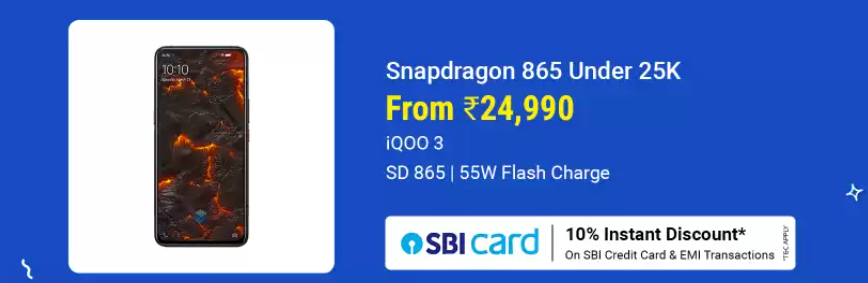 10:10
Snapdragon 865 Under 25K
From ₹24,990
iQOO 3
SD 865 | 55W Flash Charge
SBI card
10% Instant Discount*
On SBI Credit Card & EMI Transactions
*T&C APPLY